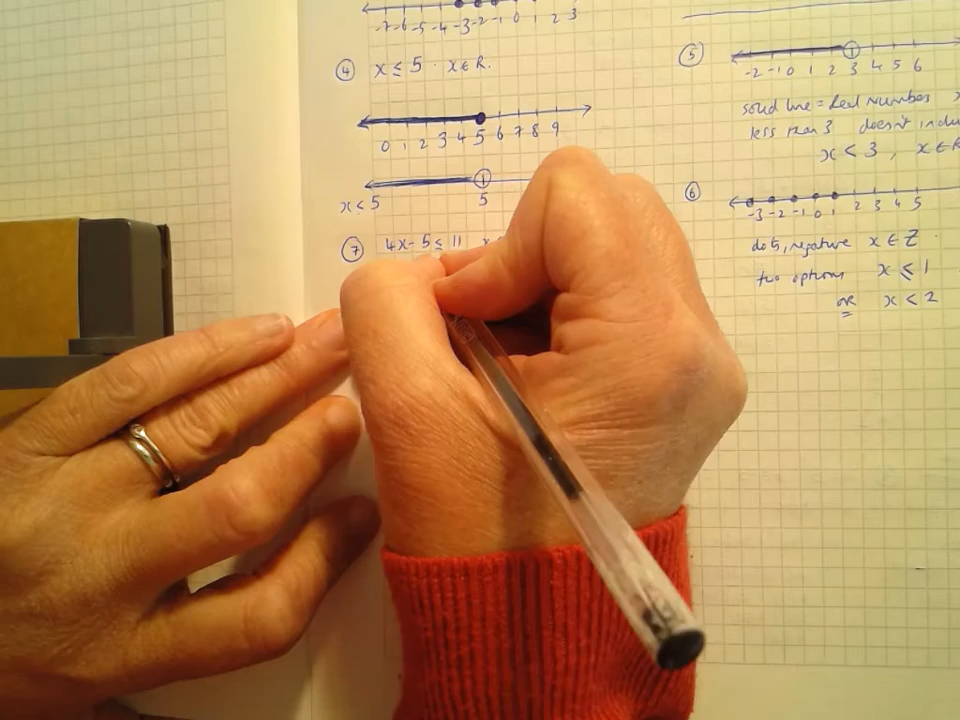 -7 -6 -5 -4 -3 -2 -1 0 1 2 3
④ x ≤ 5 · x ∈ R.
0 1 2 3 4 5 6 7 8 9
x < 5 5
⑦ 4x - 5 ≤ 11
⑤
-2 -1 0 1 2 3 4 5 6
solid line = Real Numbers
less than 3 doesn't
x < 3 , x ∈ R
⑥
-3 -2 -1 0 1 2 3 4 5
dots, negative x ∈ Z
two options x ≤ 1
OR x < 2